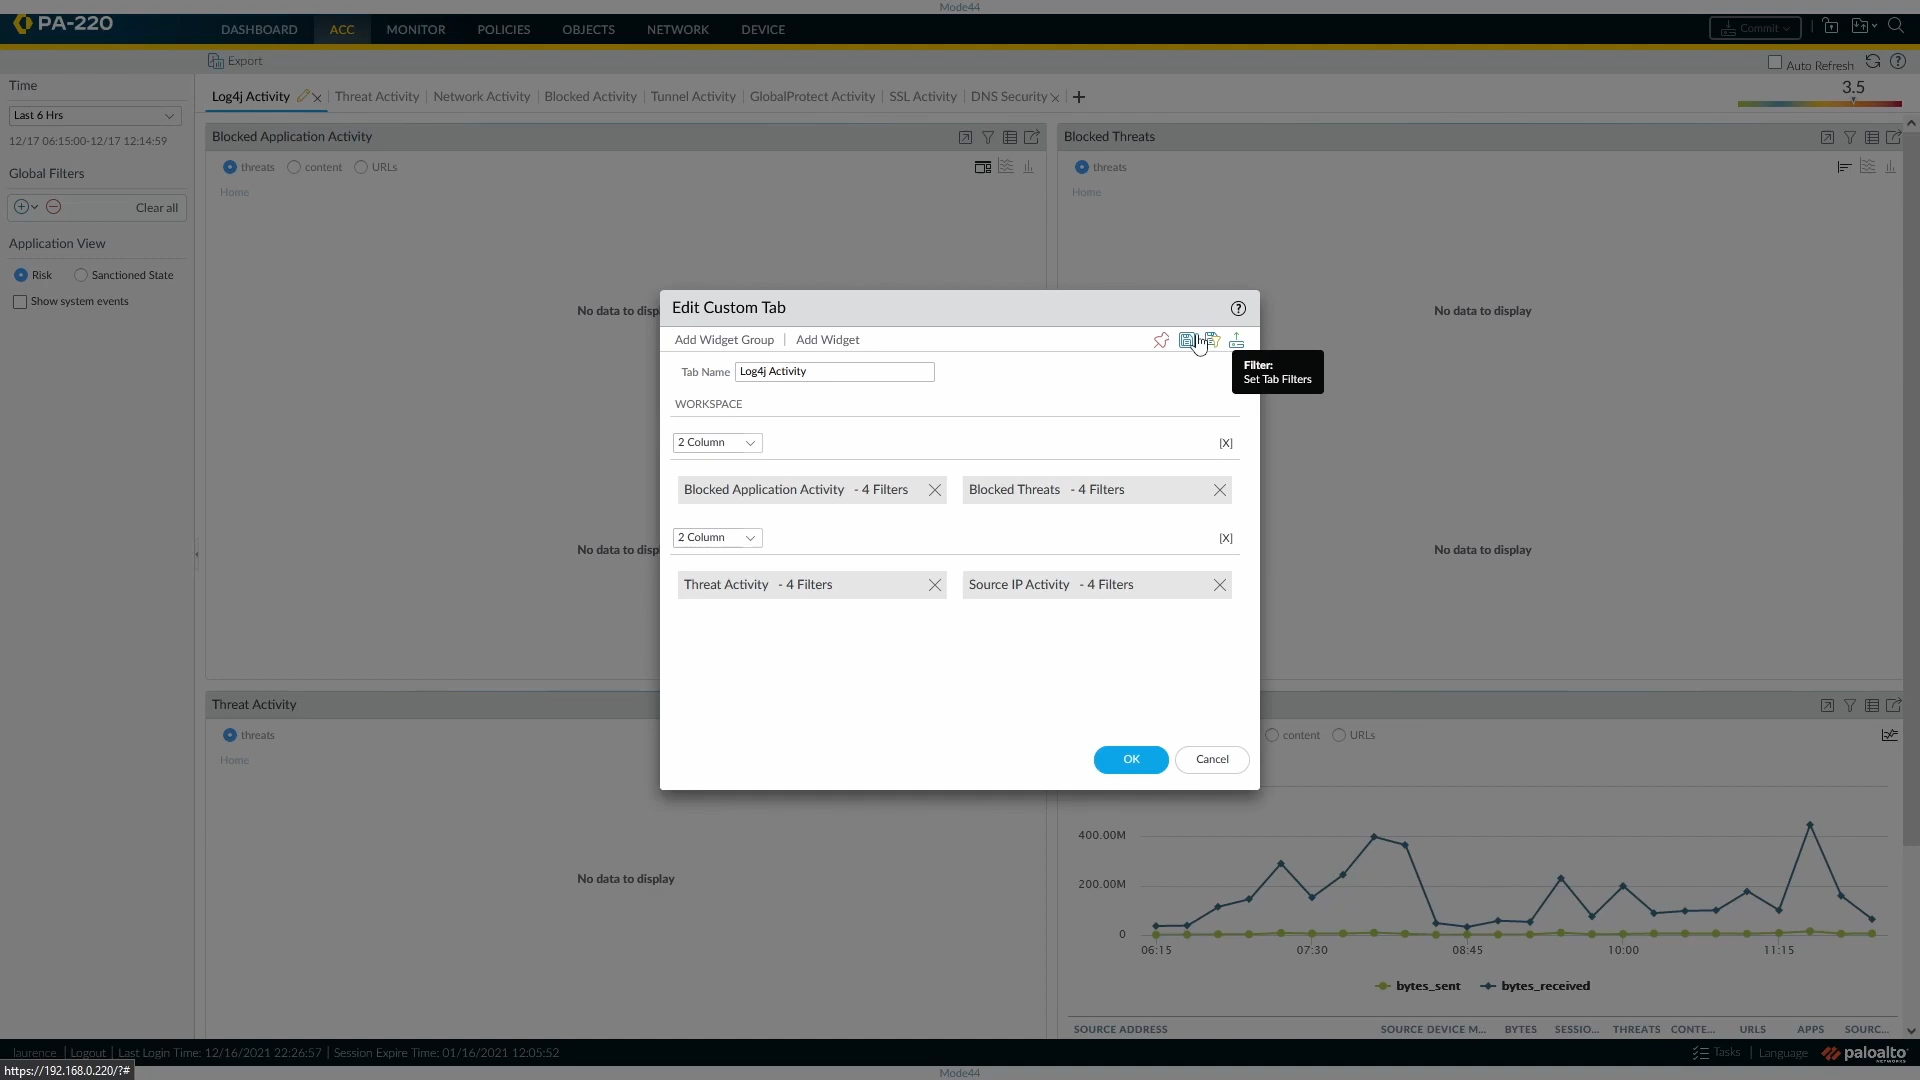 Mode44
PA-220
DASHBOARD ACC MONITOR POLICIES OBJECTS NETWORK DEVICE
Commit
Export
Auto Refresh
Time
Log4j Activity Threat Activity Network Activity Blocked Activity Tunnel Activity GlobalProtect Activity SSL Activity DNS Security
3.5
Last 6 Hrs
12/17 06:15:00-12/17 12:14:59
Blocked Application Activity
Blocked Threats
threats content URLs
threats
Home
Home
Global Filters
Clear all
Application View
Risk Sanctioned State
Show system events
No data to displ
No data to display
Edit Custom Tab
Add Widget Group | Add Widget
Filter:
Set Tab Filters
Tab Name Log4j Activity
WORKSPACE
2 Column [X]
Blocked Application Activity - 4 Filters
Blocked Threats - 4 Filters
2 Column [X]
Threat Activity - 4 Filters
Source IP Activity - 4 Filters
No data to displ
No data to display
OK Cancel
Threat Activity
threats
content URLs
Home
No data to display
400.00M
200.00M
0
06:15 07:30 08:45 10:00 11:15
bytes_sent bytes_received
SOURCE ADDRESS SOURCE DEVICE M... BYTES SESSIO... THREATS CONTE... URLS APPS SOURC...
laurence | Logout | Last Login Time: 12/16/2021 22:26:57 | Session Expire Time: 01/16/2021 12:05:52
Tasks | Language paloalto NETWORKS
https://192.168.0.220/?#
Mode44